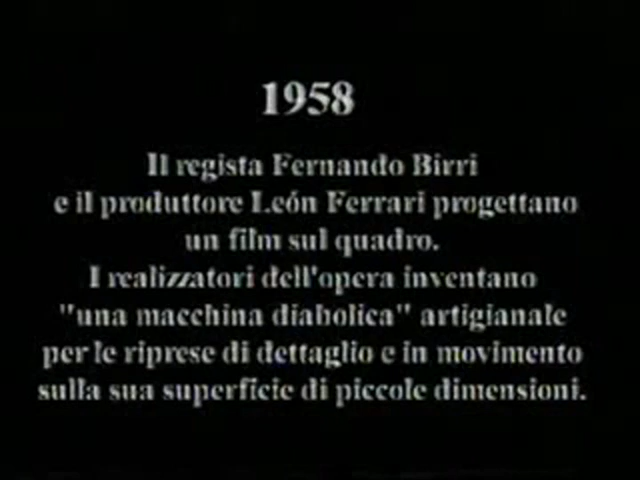 1958
Il regista Fernando Birri
e il produttore León Ferrari progettano
un film sul quadro.
I realizzatori dell'opera inventano
"una macchina diabolica" artigianale
per le riprese di dettaglio e in movimento
sulla sua superficie di piccole dimensioni.